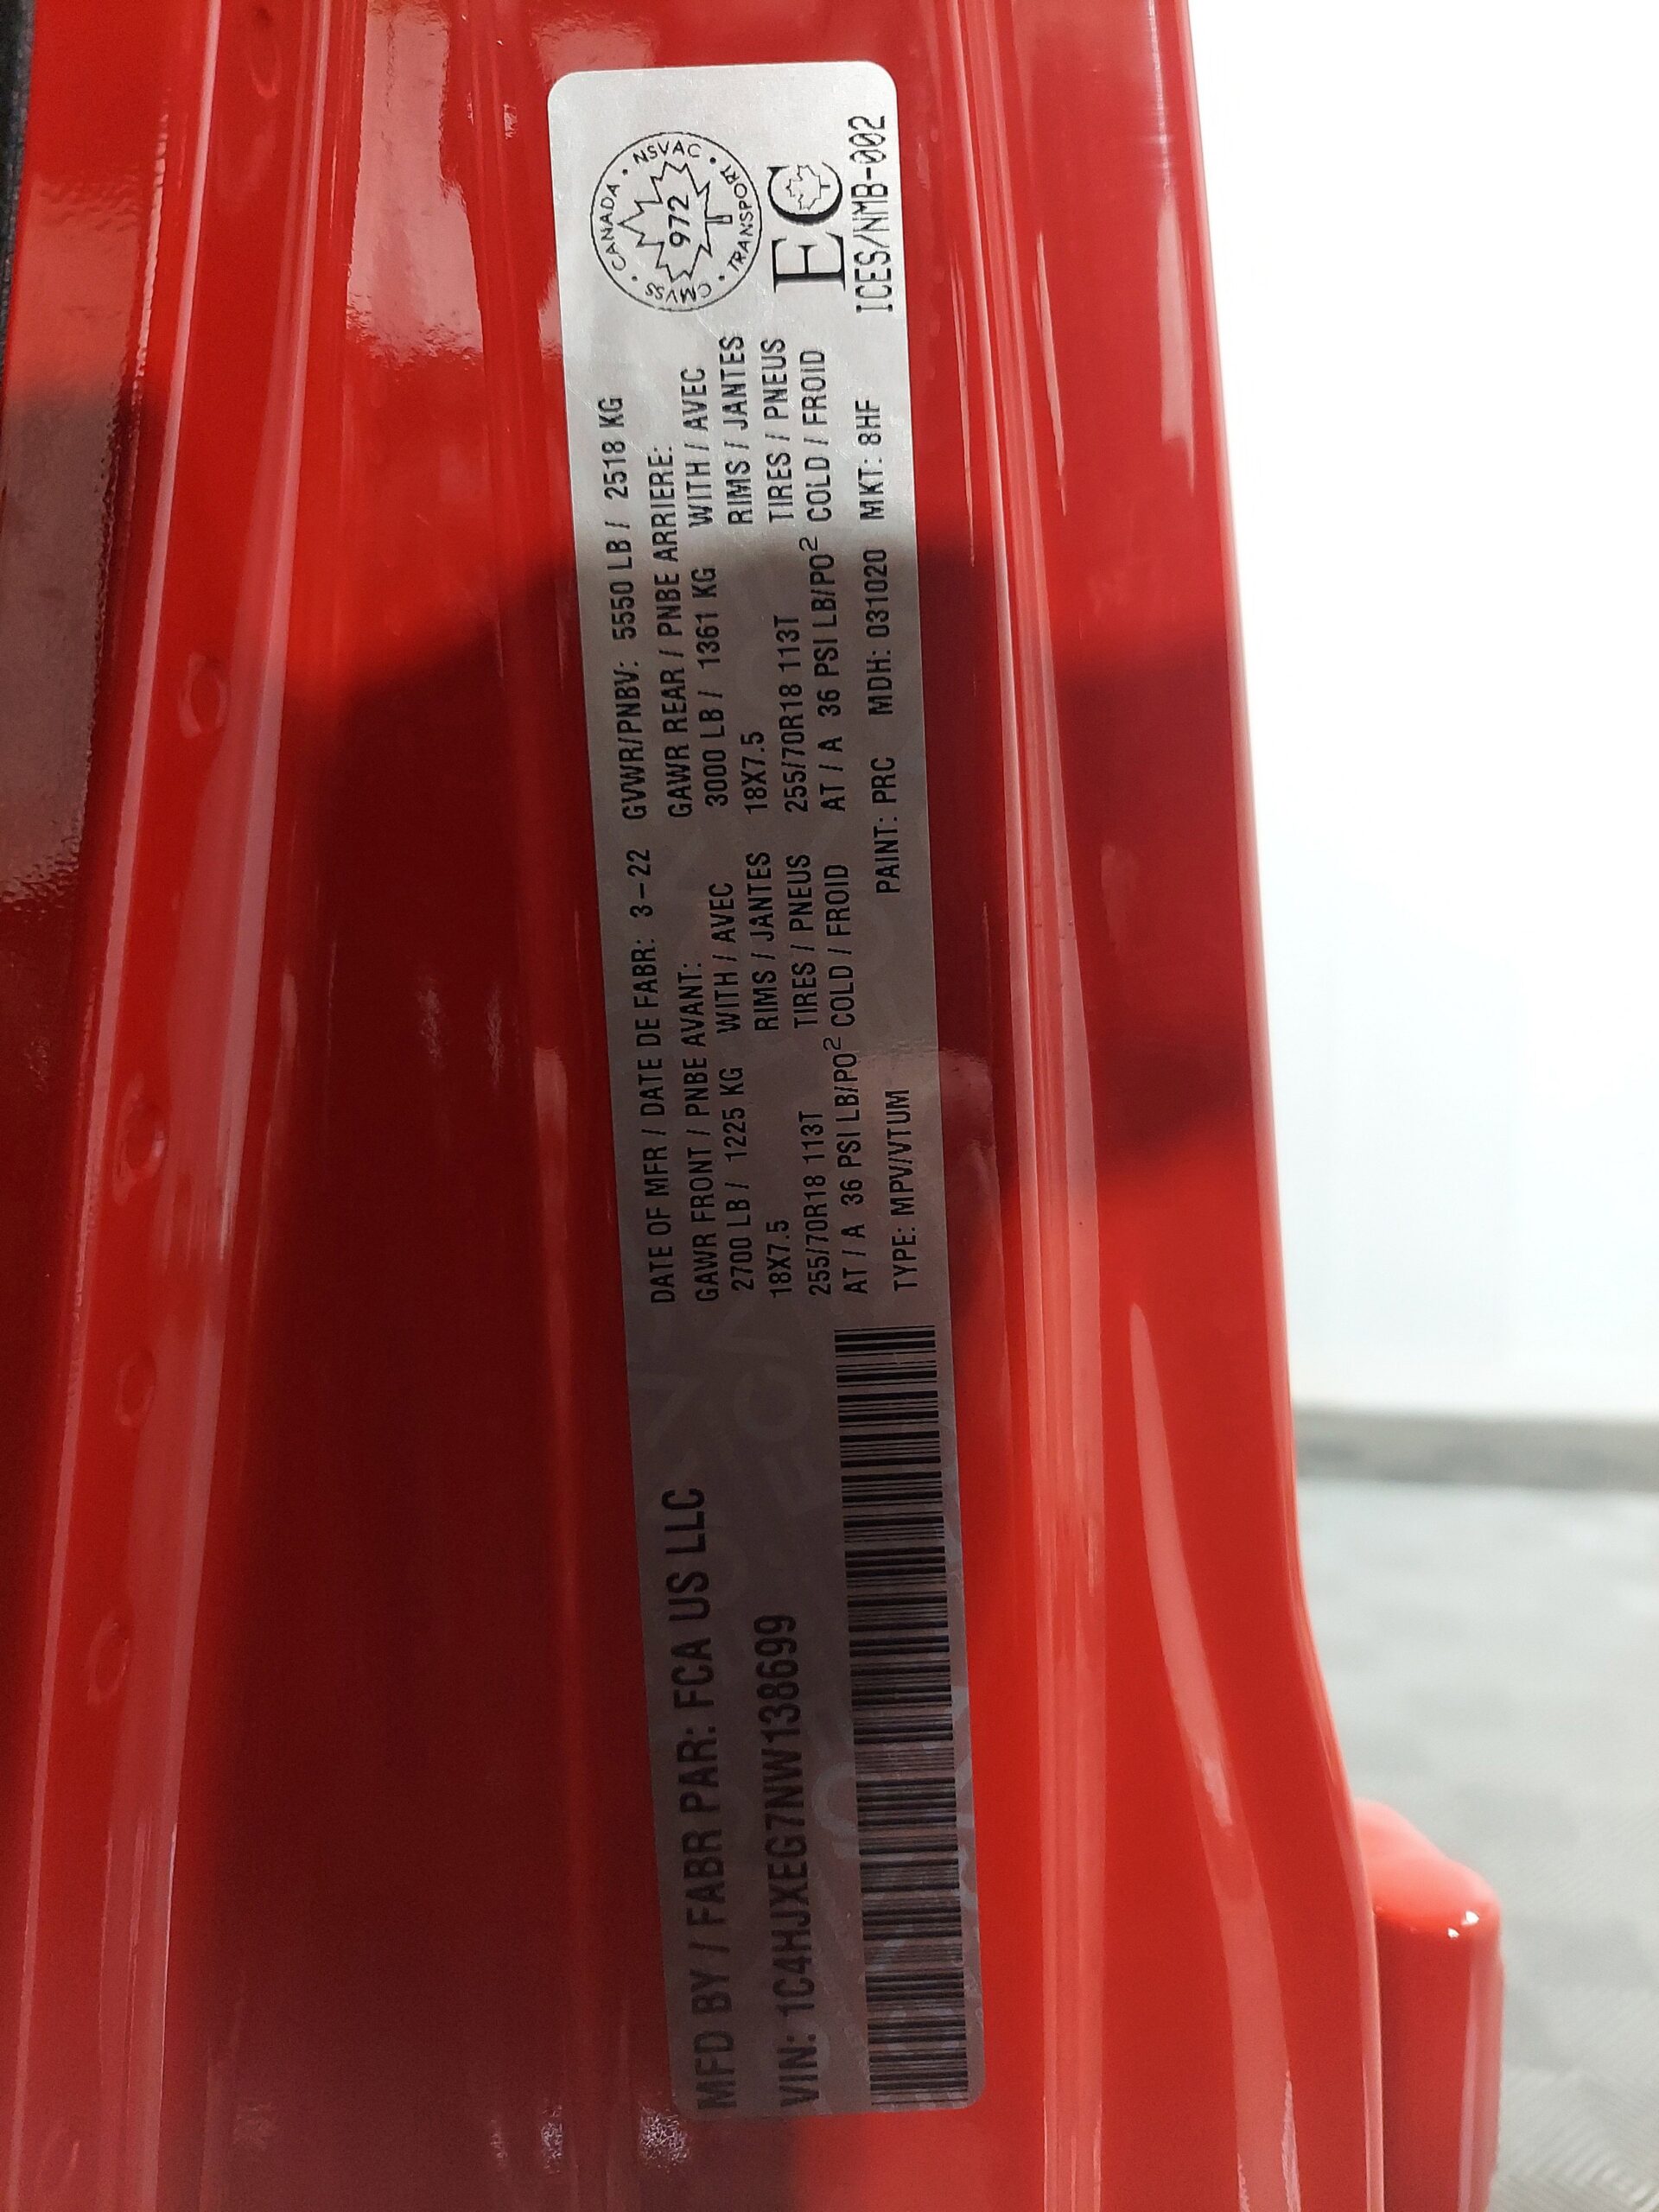 MFD BY / FABR PAR: FCA US LLC
VIN: 1C4HJXEG7NW138699
DATE OF MFR / DATE DE FABR: 3-22
GAWR FRONT / PNBE AVANT:
2700 LB / 1225 KG WITH / AVEC
18X7.5 RIMS / JANTES
255/70R18 113T TIRES / PNEUS
AT / A 36 PSI LB/PO² COLD / FROID
GVWR/PNBV: 5550 LB / 2518 KG
GAWR REAR / PNBE ARRIERE:
3000 LB / 1361 KG WITH / AVEC
18X7.5 RIMS / JANTES
255/70R18 113T TIRES / PNEUS
AT / A 36 PSI LB/PO² COLD / FROID
TYPE: MPV/VTUM PAINT: PRC MDH: 031020 MKT: 8HF
CANADA · NSVAC · TRANSPORT · CMVSS ·
972
EC
ICES/NMB-002